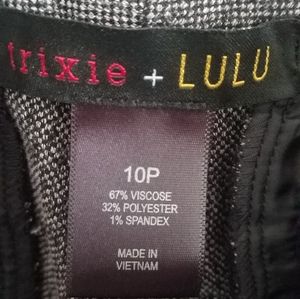 trixie + LULU
10P
67% VISCOSE
32% POLYESTER
1% SPANDEX
MADE IN
VIETNAM